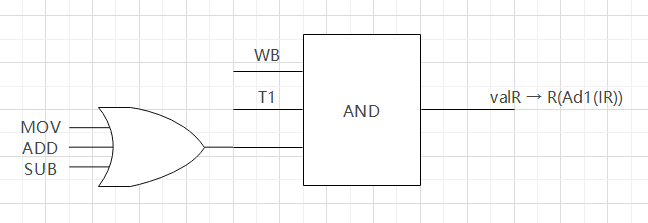 WB
T1
AND
valR → R(Ad1(IR))
MOV
ADD
SUB